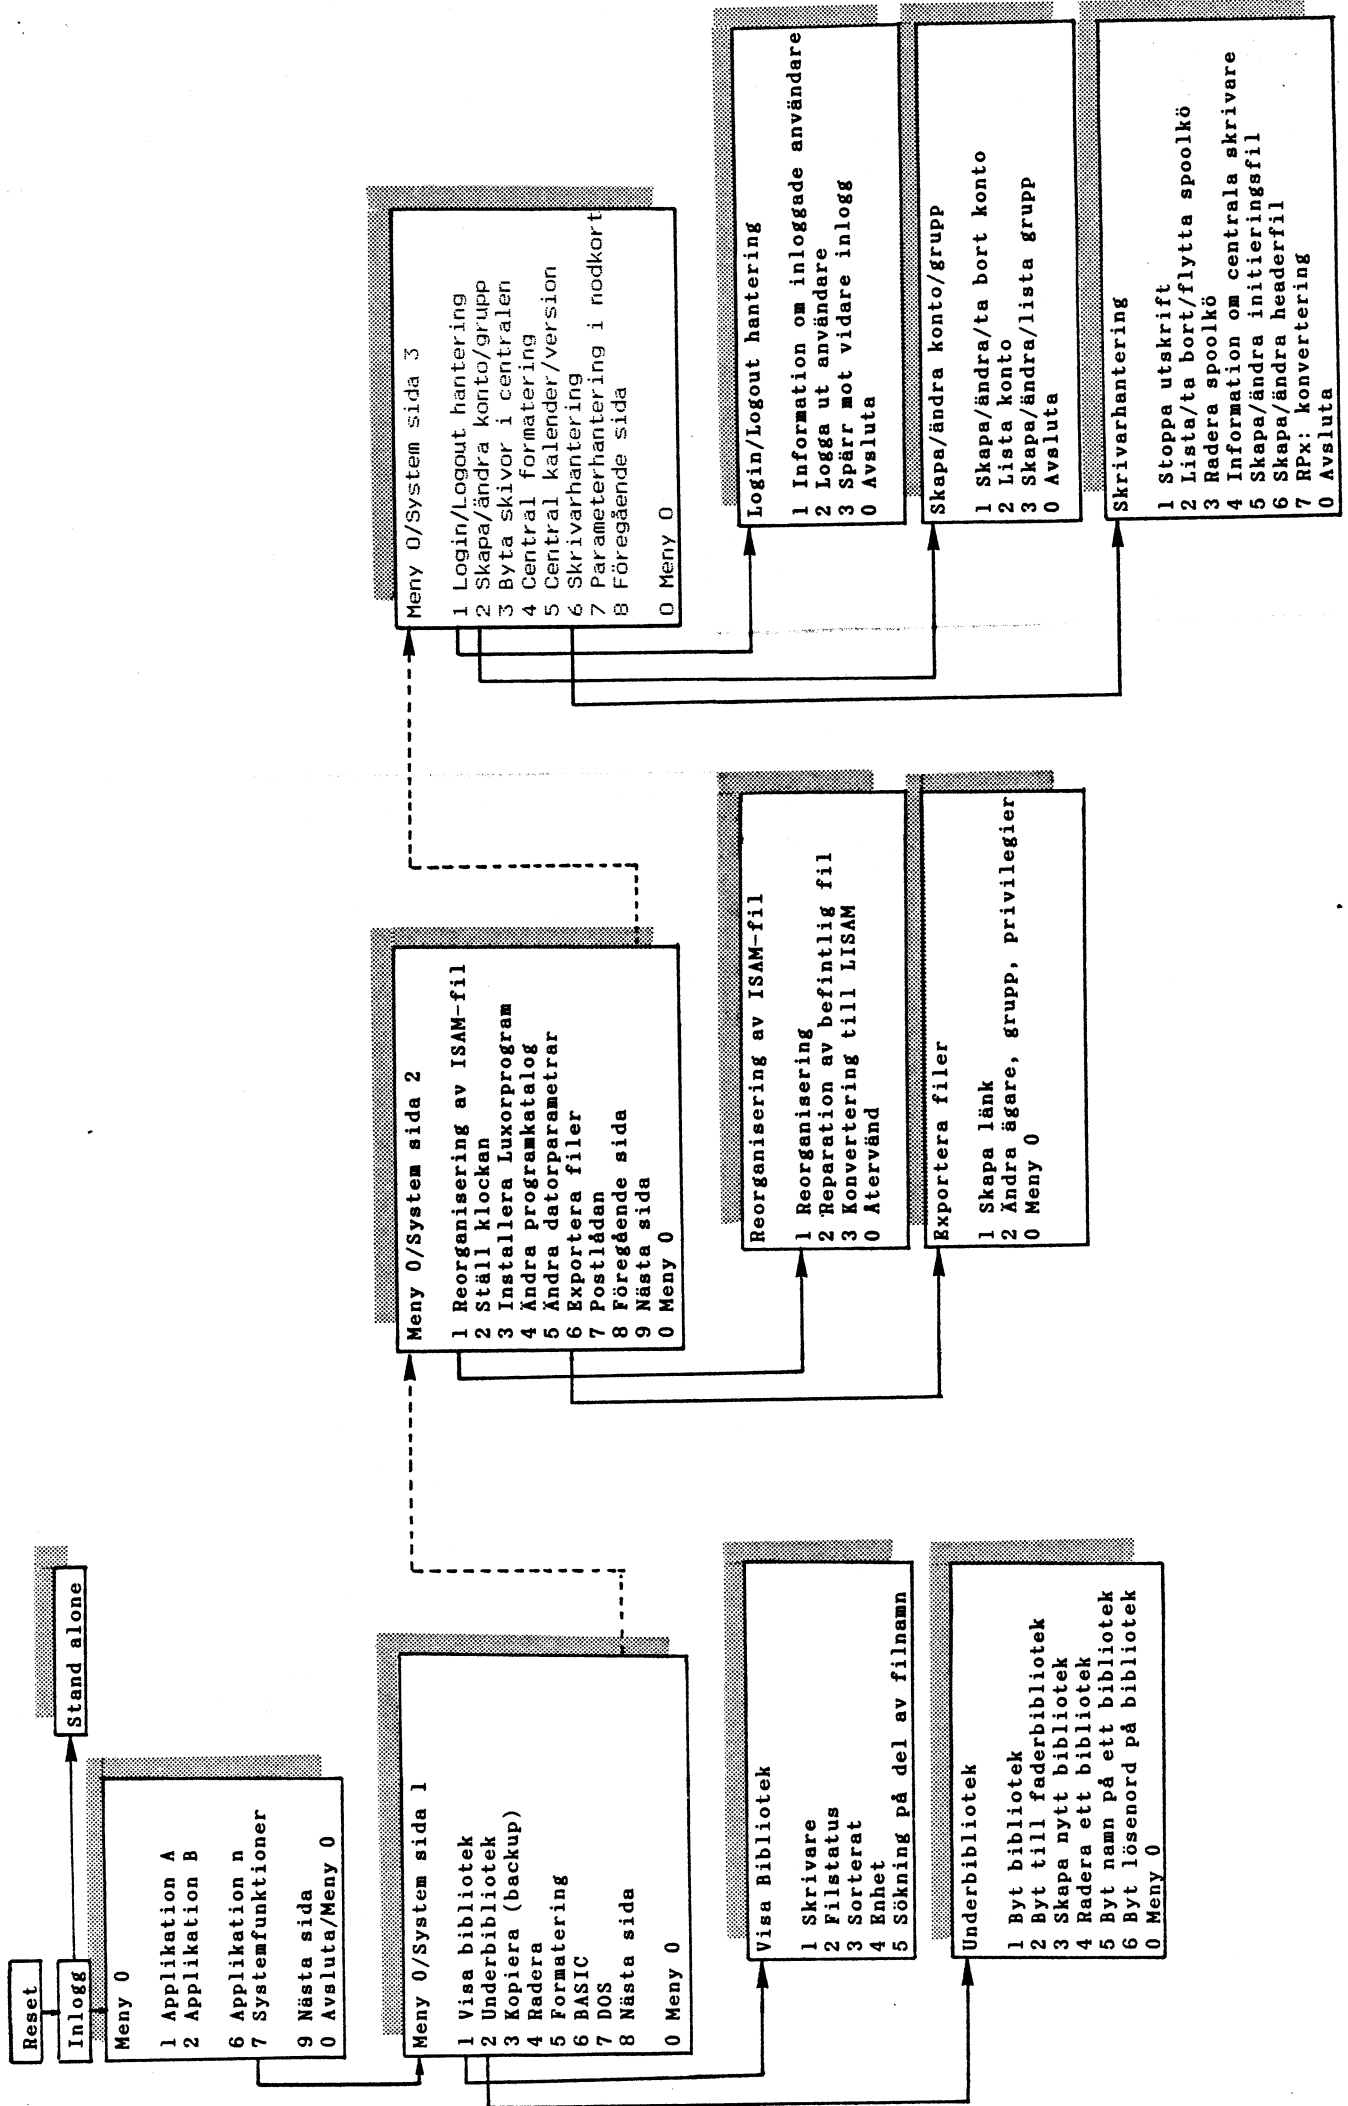 Reset
Inlogg
Stand alone
Meny 0
1 Applikation A
2 Applikation B
6 Applikation n
7 Systemfunktioner
9 Nästa sida
0 Avsluta/Meny 0
Meny 0/System sida 1
1 Visa bibliotek
2 Underbibliotek
3 Kopiera (backup)
4 Radera
5 Formatering
6 BASIC
7 DOS
8 Nästa sida
0 Meny 0
Visa Bibliotek
1 Skrivare
2 Filstatus
3 Sorterat
4 Enhet
5 Sökning på del av filnamn
Underbibliotek
1 Byt bibliotek
2 Byt till faderbibliotek
3 Skapa nytt bibliotek
4 Radera ett bibliotek
5 Byt namn på ett bibliotek
6 Byt lösenord på bibliotek
0 Meny 0
Meny 0/System sida 2
1 Reorganisering av ISAM-fil
2 Ställ klockan
3 Installera Luxorprogram
4 Ändra programkatalog
5 Ändra datorparametrar
6 Exportera filer
7 Postlådan
8 Föregående sida
9 Nästa sida
0 Meny 0
Reorganisering av ISAM-fil
1 Reorganisering
2 Reparation av befintlig fil
3 Konvertering till LISAM
0 Återvänd
Exportera filer
1 Skapa länk
2 Ändra ägare, grupp, privilegier
0 Meny 0
Meny 0/System sida 3
1 Login/Logout hantering
2 Skapa/ändra konto/grupp
3 Byta skivor i centralen
4 Central formatering
5 Central kalender/version
6 Skrivarhantering
7 Parameterhantering i nodkort
8 Föregående sida
0 Meny 0
Login/Logout hantering
1 Information om inloggade användare
2 Logga ut användare
3 Spärr mot vidare inlogg
0 Avsluta
Skapa/ändra konto/grupp
1 Skapa/ändra/ta bort konto
2 Lista konto
3 Skapa/ändra/lista grupp
0 Avsluta
Skrivarhantering
1 Stoppa utskrift
2 Lista/ta bort/flytta spoolkö
3 Radera spoolkö
4 Information om centrala skrivare
5 Skapa/ändra initieringsfil
6 Skapa/ändra headerfil
7 RPx: konvertering
0 Avsluta